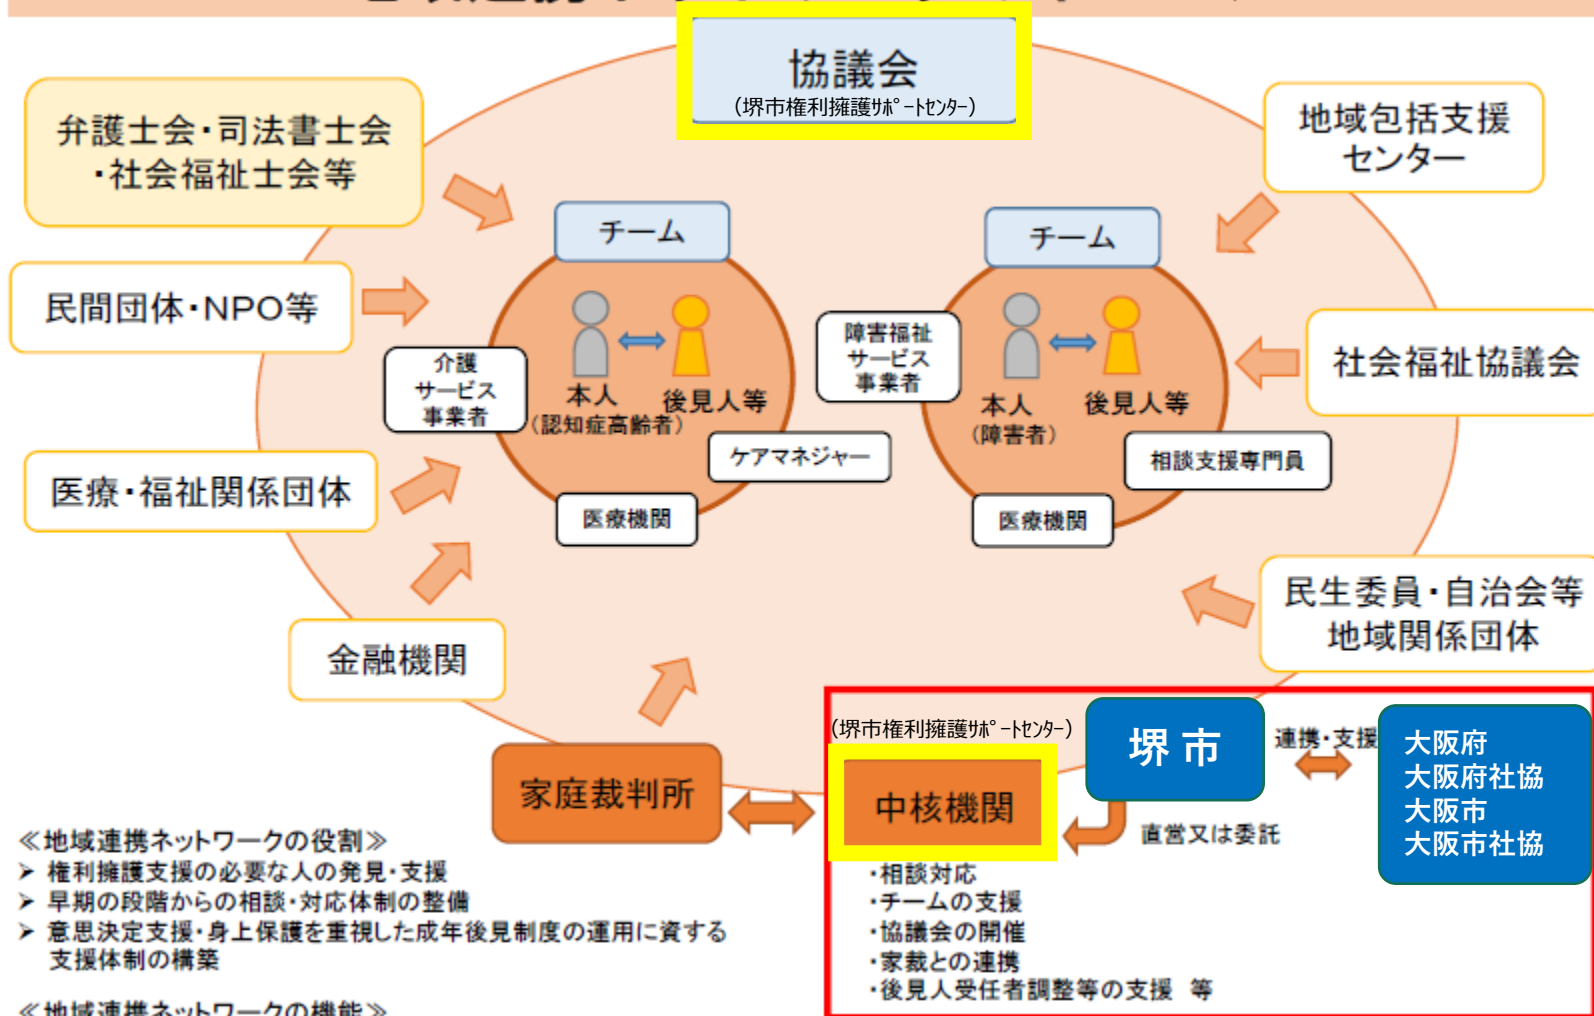 協議会
(堺市権利擁護ｻﾎﾟｰﾄｾﾝﾀｰ)
弁護士会・司法書士会
・社会福祉士会等
地域包括支援
センター
チーム
チーム
民間団体・NPO等
介護
サービス
事業者
本人
(認知症高齢者)
後見人等
ケアマネジャー
医療機関
障害福祉
サービス
事業者
本人
(障害者)
後見人等
相談支援専門員
医療機関
社会福祉協議会
医療・福祉関係団体
民生委員・自治会等
地域関係団体
金融機関
家庭裁判所
(堺市権利擁護ｻﾎﾟｰﾄｾﾝﾀｰ)
中核機関
堺市
連携・支援
大阪府
大阪府社協
大阪市
大阪市社協
直営又は委託
・相談対応
・チームの支援
・協議会の開催
・家裁との連携
・後見人受任者調整等の支援 等
≪地域連携ネットワークの役割≫
➢ 権利擁護支援の必要な人の発見・支援
➢ 早期の段階からの相談・対応体制の整備
➢ 意思決定支援・身上保護を重視した成年後見制度の運用に資する
支援体制の構築
≪地域連携ネットワークの機能≫